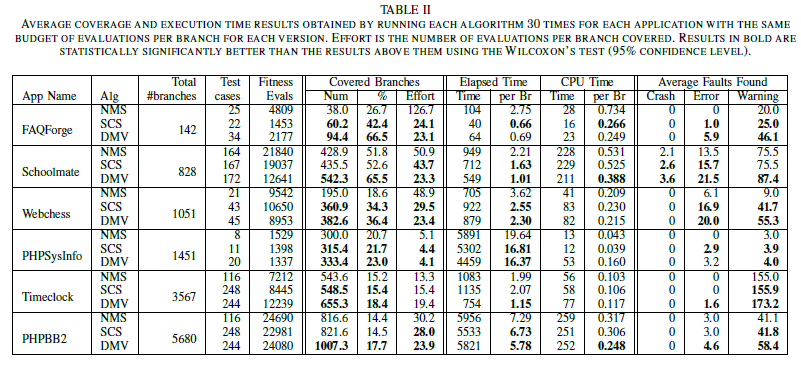 TABLE II
AVERAGE COVERAGE AND EXECUTION TIME RESULTS OBTAINED BY RUNNING EACH ALGORITHM 30 TIMES FOR EACH APPLICATION WITH THE SAME
BUDGET OF EVALUATIONS PER BRANCH FOR EACH VERSION. EFFORT IS THE NUMBER OF EVALUATIONS PER BRANCH COVERED. RESULTS IN BOLD ARE
STATISTICALLY SIGNIFICANTLY BETTER THAN THE RESULTS ABOVE THEM USING THE WILCOXON'S TEST (95% CONFIDENCE LEVEL).
Total Test Fitness Covered Branches Elapsed Time CPU Time Average Faults Found
App Name Alg #branches cases Evals Num % Effort Time per Br Time per Br Crash Error Warning
NMS 25 4809 38.0 26.7 126.7 104 2.75 28 0.734 0 0 20.0
FAQForge SCS 142 22 1453 60.2 42.4 24.1 40 0.66 16 0.266 0 1.0 25.0
DMV 34 2177 94.4 66.5 23.1 64 0.69 23 0.249 0 5.9 46.1
NMS 164 21840 428.9 51.8 50.9 949 2.21 228 0.531 2.1 13.5 75.5
Schoolmate SCS 828 167 19037 435.5 52.6 43.7 712 1.63 229 0.525 2.6 15.7 75.5
DMV 172 12641 542.3 65.5 23.3 549 1.01 211 0.388 3.6 21.5 87.4
NMS 21 9542 195.0 18.6 48.9 705 3.62 41 0.209 0 6.1 9.0
Webchess SCS 1051 43 10650 360.9 34.3 29.5 922 2.55 83 0.230 0 16.9 41.7
DMV 45 8953 382.6 36.4 23.4 879 2.30 82 0.215 0 20.0 55.3
NMS 8 1529 300.0 20.7 5.1 5891 19.64 13 0.043 0 0 3.0
PHPSysInfo SCS 1451 11 1398 315.4 21.7 4.4 5302 16.81 12 0.039 0 2.9 3.9
DMV 20 1337 333.4 23.0 4.1 4459 16.37 53 0.160 0 3.2 4.0
NMS 116 7212 543.6 15.2 13.3 1083 1.99 56 0.103 0 0 155.0
Timeclock SCS 3567 248 8445 548.5 15.4 15.4 1135 2.07 58 0.106 0 0 155.9
DMV 244 12239 655.3 18.4 19.4 754 1.15 77 0.117 0 1.6 173.2
NMS 116 24690 816.6 14.4 30.2 5956 7.29 259 0.317 0 3.0 41.1
PHPBB2 SCS 5680 248 22981 821.6 14.5 28.0 5533 6.73 251 0.306 0 3.0 41.8
DMV 244 24080 1007.3 17.7 23.9 5821 5.78 252 0.248 0 4.6 58.4